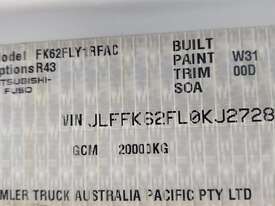 Model FK62FLY1RFAC
ptions R43
MITSUBISHI-
FUSO
BUILT
PAINT W31
TRIM 00D
SOA
VIN JLFFK62FL0KJ2728
GCM 20000KG
MLER TRUCK AUSTRALIA PACIFIC PTY LTD